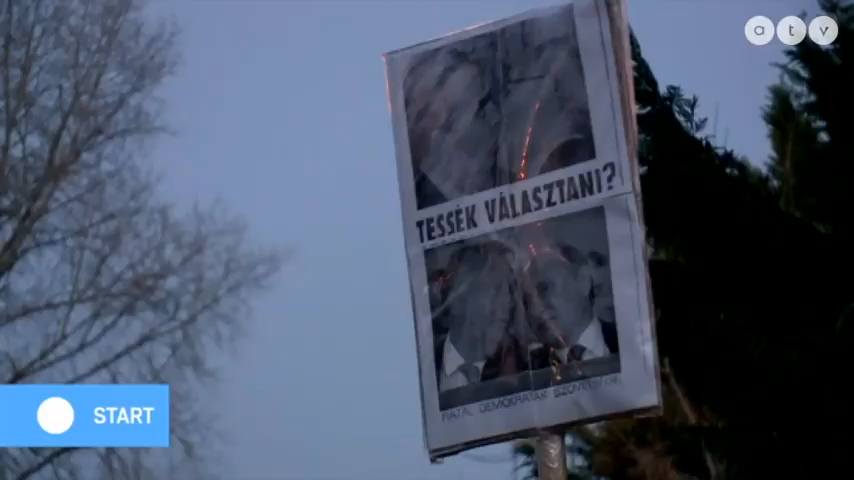 atv
TESSÉK VÁLASZTANI?
FIATAL DEMOKRATÁK SZÖVETSÉGE
START